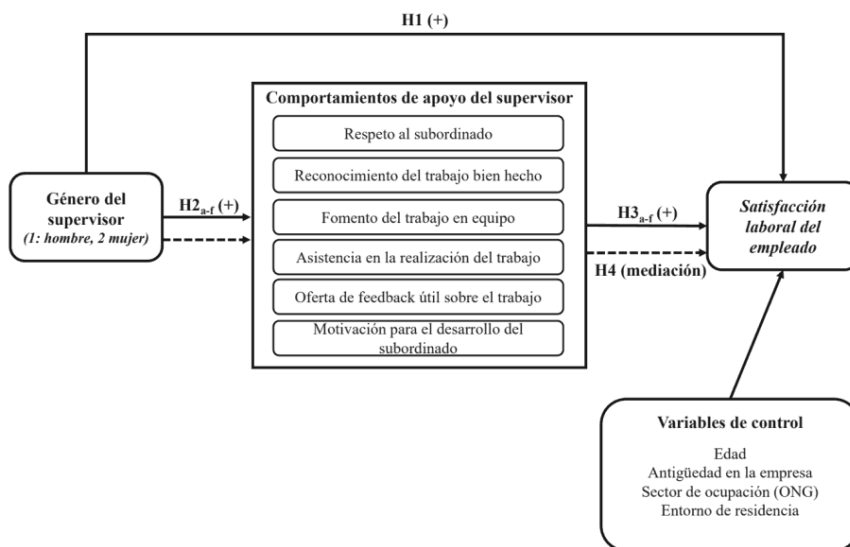 H1 (+)
Comportamientos de apoyo del supervisor
Respeto al subordinado
Reconocimiento del trabajo bien hecho
Fomento del trabajo en equipo
Asistencia en la realización del trabajo
Oferta de feedback útil sobre el trabajo
Motivación para el desarrollo del
subordinado
Género del
supervisor
(1: hombre, 2 mujer)
H2a-f (+)
H3a-f (+)
H4 (mediación)
Satisfacción
laboral del
empleado
Variables de control
Edad
Antigüedad en la empresa
Sector de ocupación (ONG)
Entorno de residencia